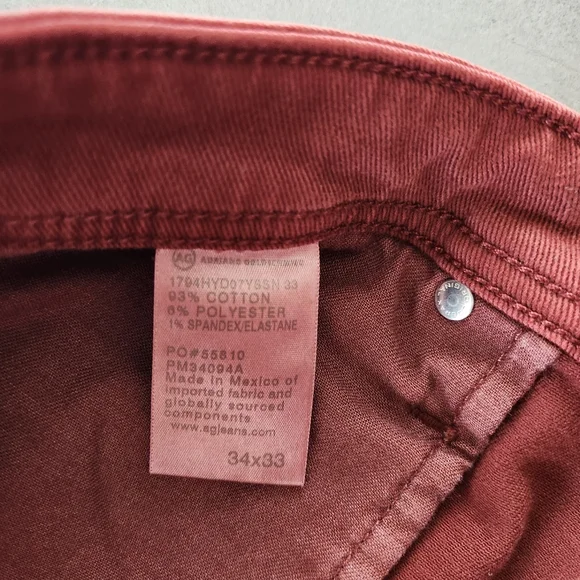 AG ADRIANO GOLDSCHMIED
1794HYD07YSSN 33
93% COTTON
6% POLYESTER
1% SPANDEX/ELASTANE
PO#55810
PM34094A
Made in Mexico of
imported fabric and
globally sourced
components
www.agjeans.com
34x33